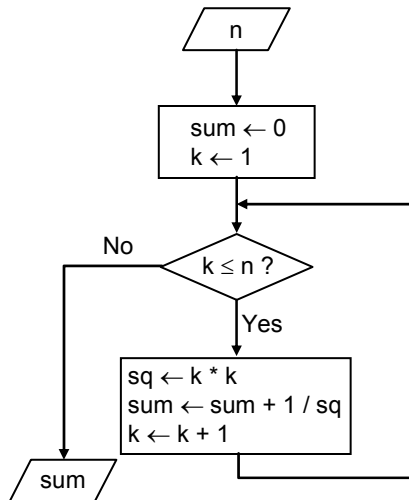 n
sum ← 0
k ← 1
No
k ≤ n ?
Yes
sq ← k * k
sum ← sum + 1 / sq
k ← k + 1
sum